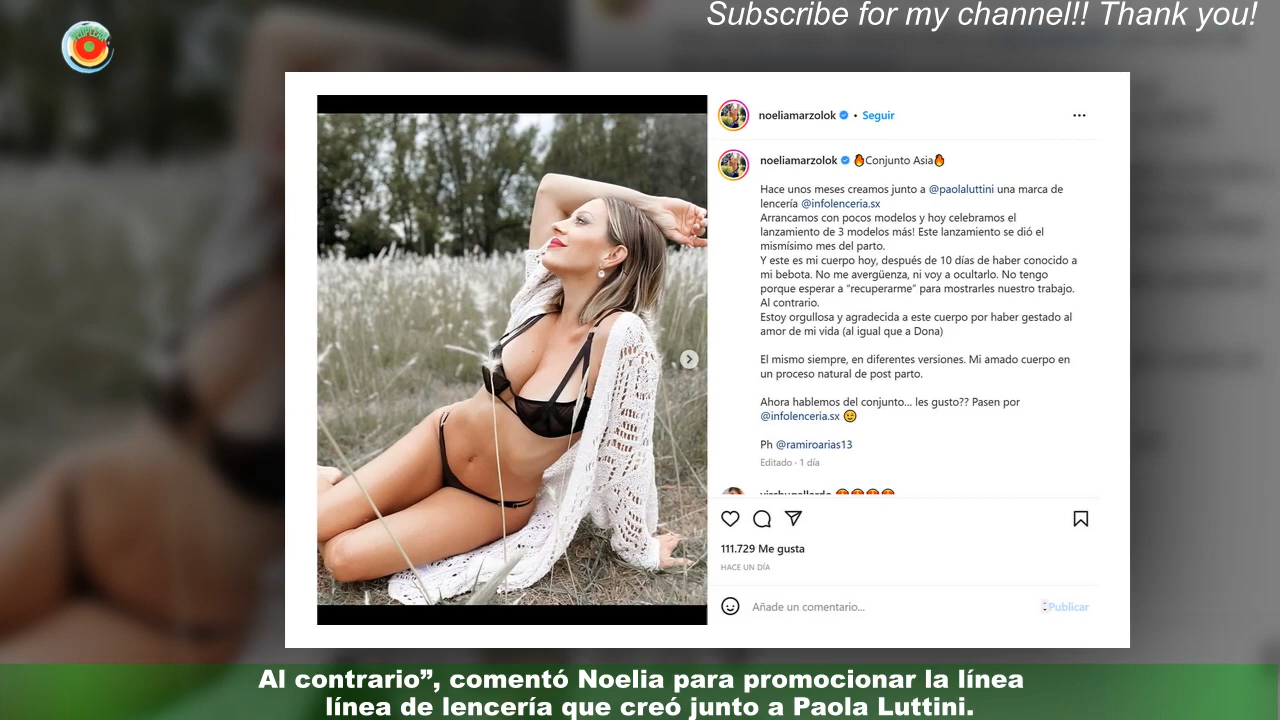 Subscribe for my channel!! Thank you!
noeliamarzolok • Seguir
noeliamarzolok 🔥Conjunto Asia🔥
Hace unos meses creamos junto a @paolaluttini una marca de
lencería @infolenceria.sx
Arrancamos con pocos modelos y hoy celebramos el
lanzamiento de 3 modelos más! Este lanzamiento se dió el
mismísimo mes del parto.
Y este es mi cuerpo hoy, después de 10 días de haber conocido a
mi bebota. No me avergüenza, ni voy a ocultarlo. No tengo
porque esperar a “recuperarme” para mostrarles nuestro trabajo.
Al contrario.
Estoy orgullosa y agradecida a este cuerpo por haber gestado al
amor de mi vida (al igual que a Dona)
El mismo siempre, en diferentes versiones. Mi amado cuerpo en
un proceso natural de post parto.
Ahora hablemos del conjunto... les gusto?? Pasen por
@infolenceria.sx 😉
Ph @ramiroarias13
Editado · 1 día
111.729 Me gusta
HACE UN DÍA
Añade un comentario... Publicar
Al contrario”, comentó Noelia para promocionar la línea
línea de lencería que creó junto a Paola Luttini.